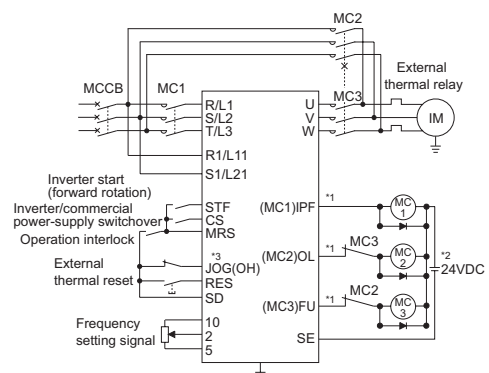 MC2
MCCB
MC1
External
thermal relay
R/L1
S/L2
T/L3
U
V
W
MC3
IM
R1/L11
S1/L21
Inverter start
(forward rotation)
STF
Inverter/commercial
power-supply switchover
CS
Operation interlock
MRS
(MC1)IPF
*1
MC
1
*3
External
thermal reset
JOG(OH)
RES
SD
(MC2)OL
*1
MC3
MC
2
*2
24VDC
Frequency
setting signal
10
2
5
(MC3)FU
*1
MC2
MC
3
SE